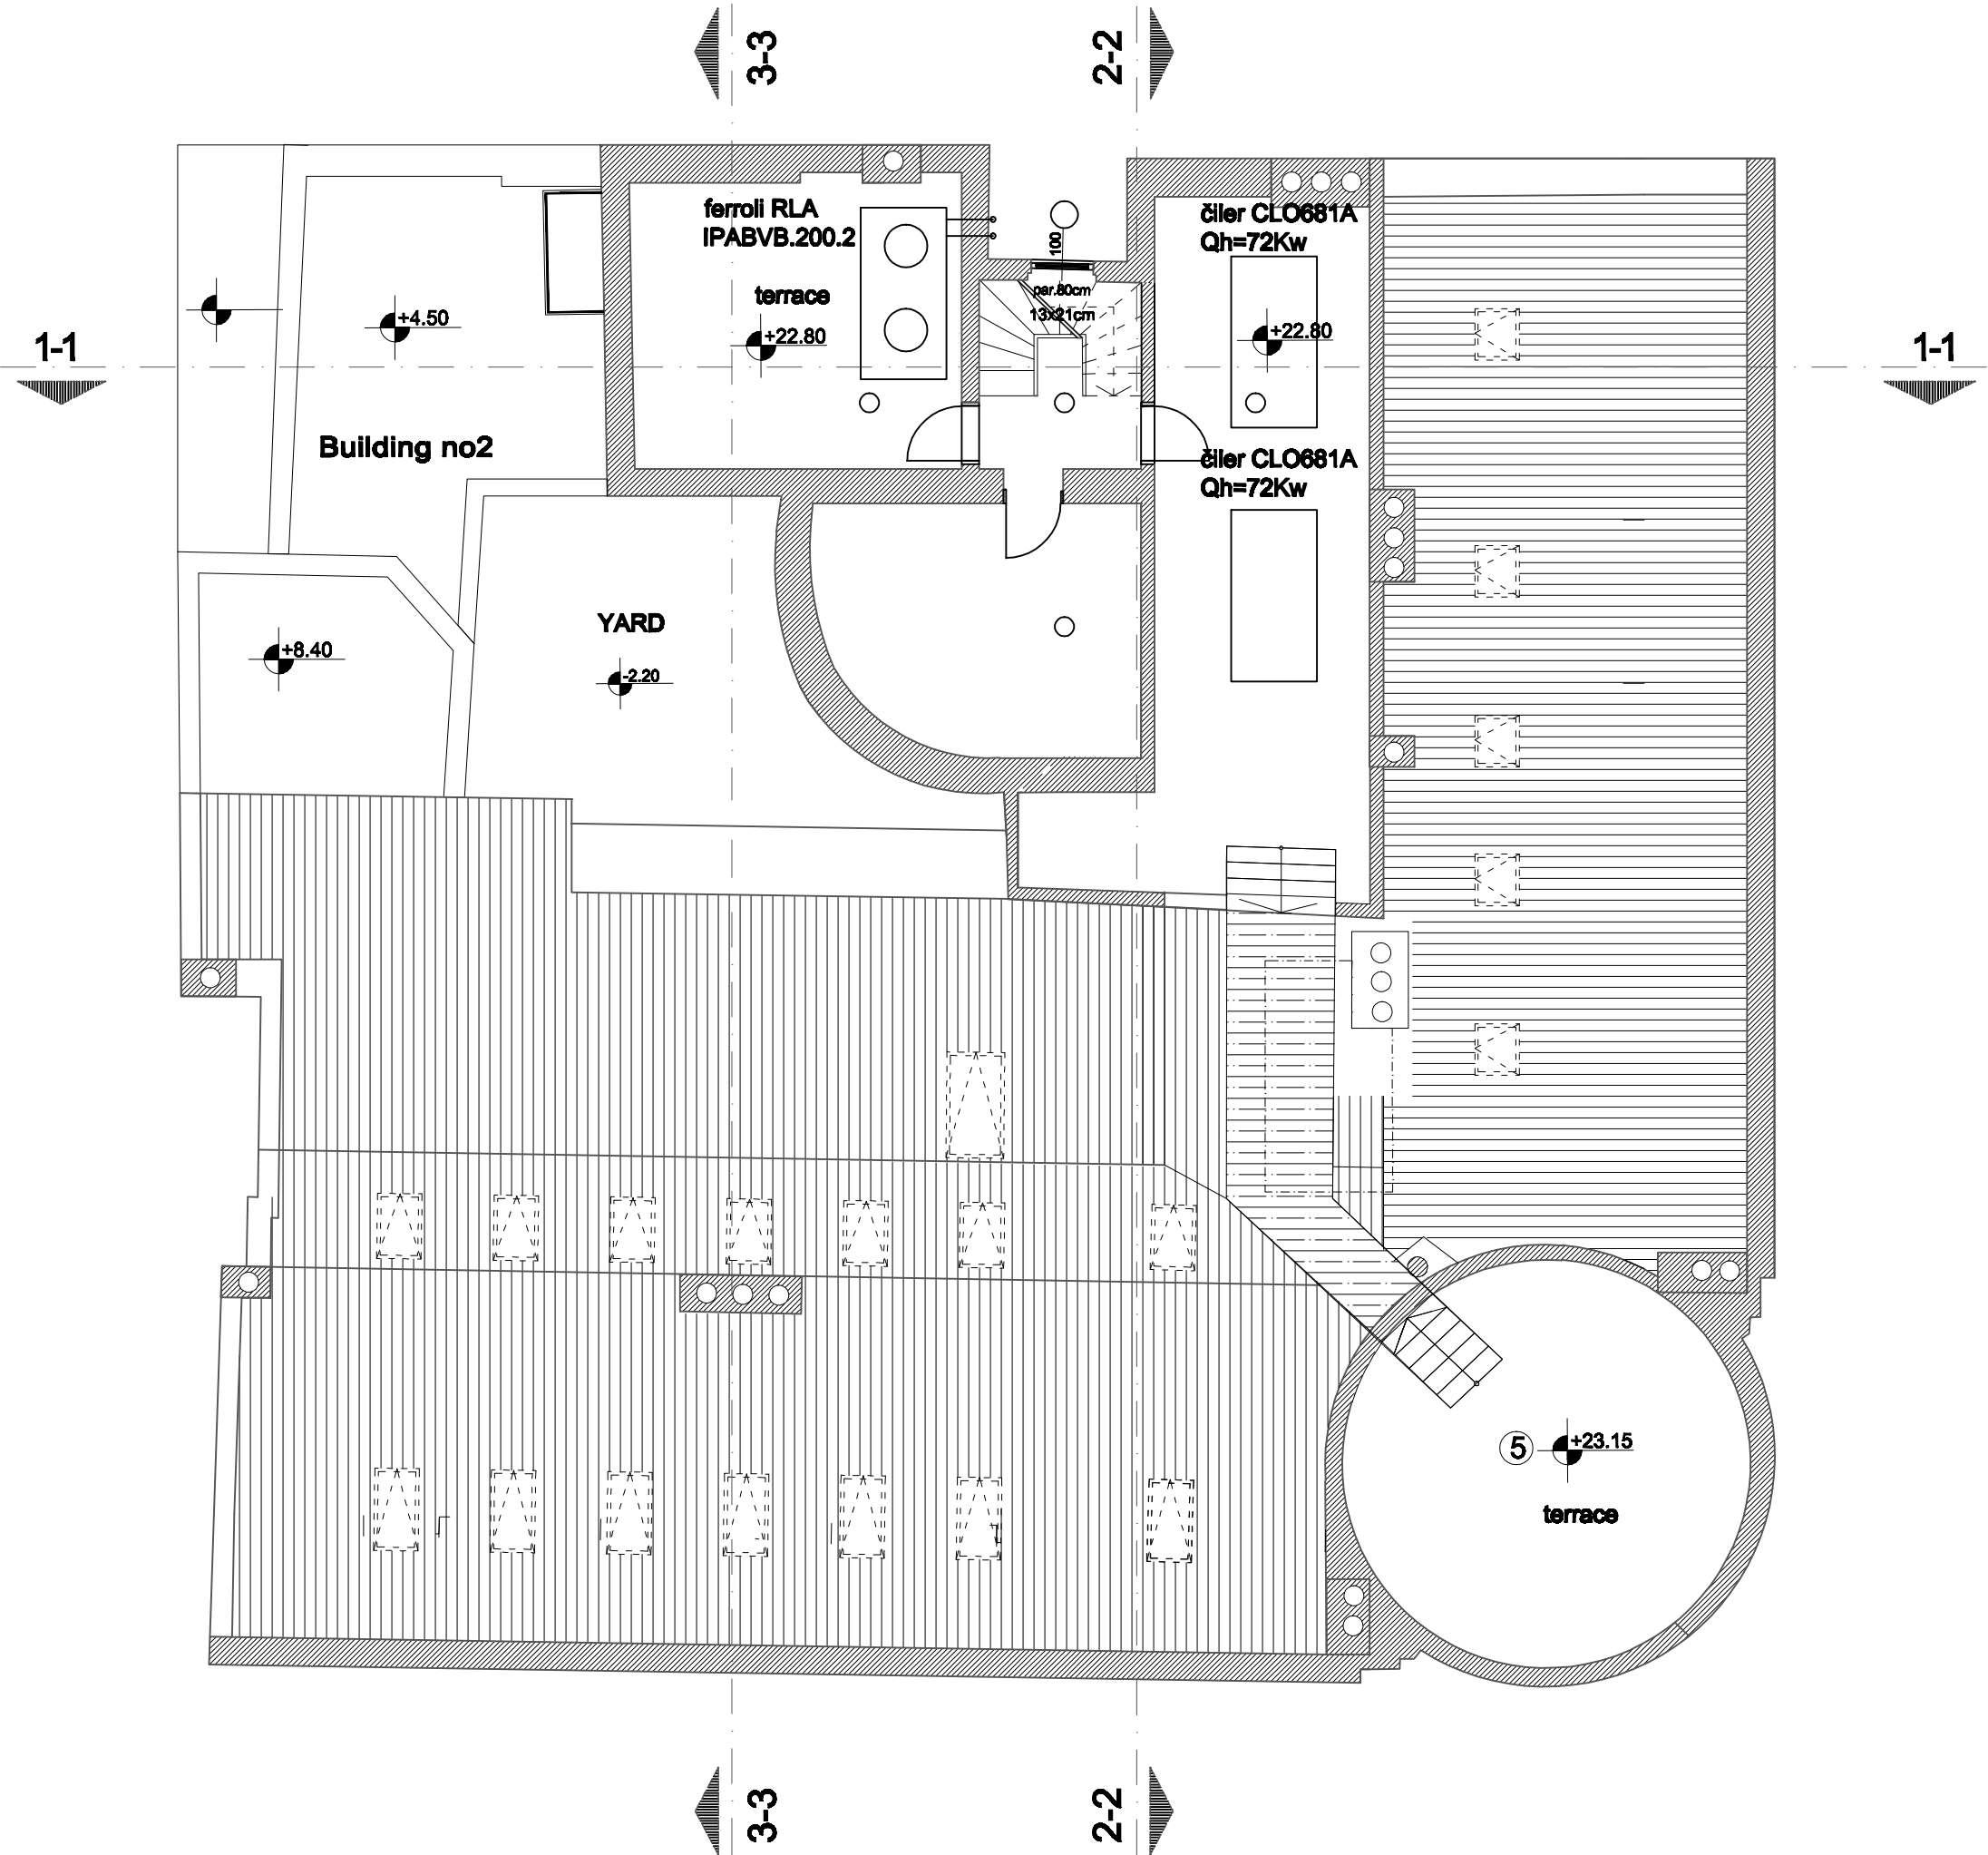 3-3
2-2
ferroli RLA
IPABVB.200.2
čiler CLO681A
Qh=72Kw
100
terrace
par.80cm
13x21cm
+4.50
+22.80
+22.80
1-1
1-1
Building no2
čiler CLO681A
Qh=72Kw
YARD
+8.40
-2.20
5
+23.15
terrace
3-3
2-2